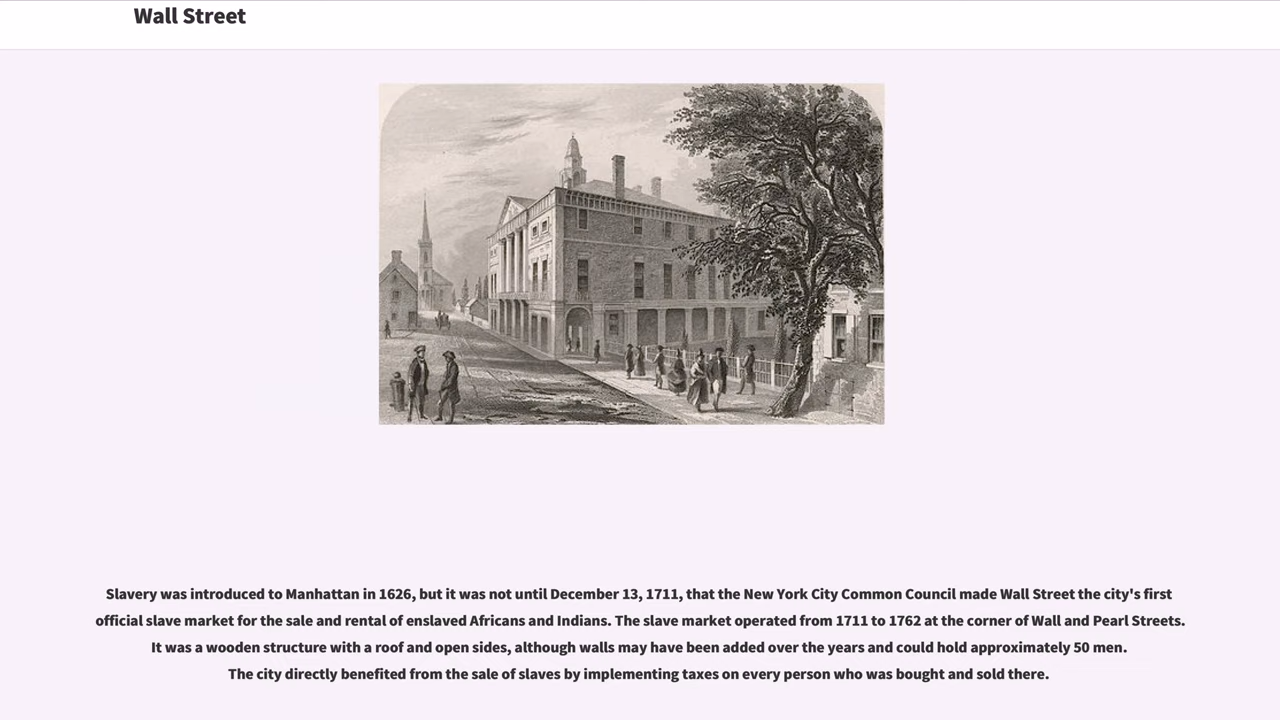 Wall Street
Slavery was introduced to Manhattan in 1626, but it was not until December 13, 1711, that the New York City Common Council made Wall Street the city's first
official slave market for the sale and rental of enslaved Africans and Indians. The slave market operated from 1711 to 1762 at the corner of Wall and Pearl Streets.
It was a wooden structure with a roof and open sides, although walls may have been added over the years and could hold approximately 50 men.
The city directly benefited from the sale of slaves by implementing taxes on every person who was bought and sold there.